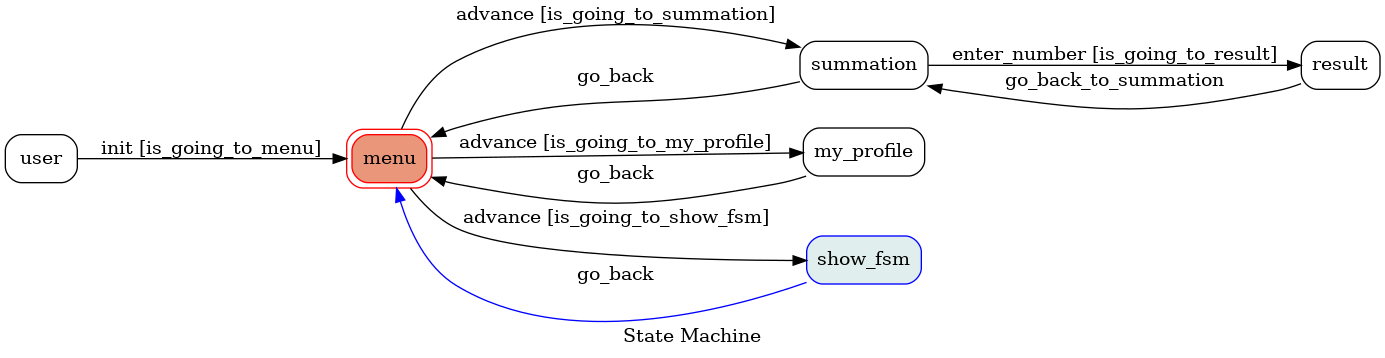 advance [is_going_to_summation]
summation
enter_number [is_going_to_result]
result
go_back
go_back_to_summation
user
init [is_going_to_menu]
menu
advance [is_going_to_my_profile]
my_profile
go_back
advance [is_going_to_show_fsm]
show_fsm
go_back
State Machine